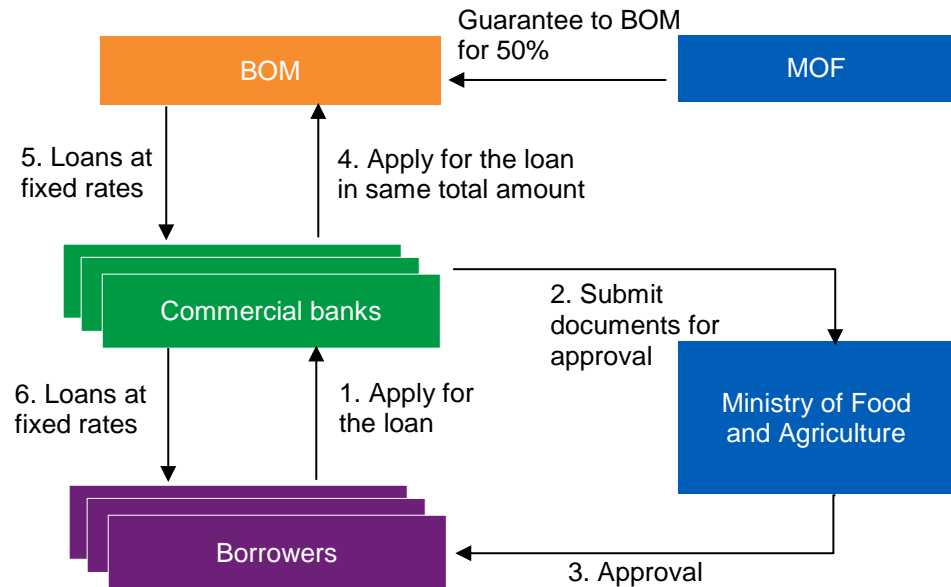 Guarantee to BOM
for 50%
BOM
MOF
5. Loans at
fixed rates
4. Apply for the loan
in same total amount
Commercial banks
2. Submit
documents for
approval
6. Loans at
fixed rates
1. Apply for
the loan
Ministry of Food
and Agriculture
Borrowers
3. Approval